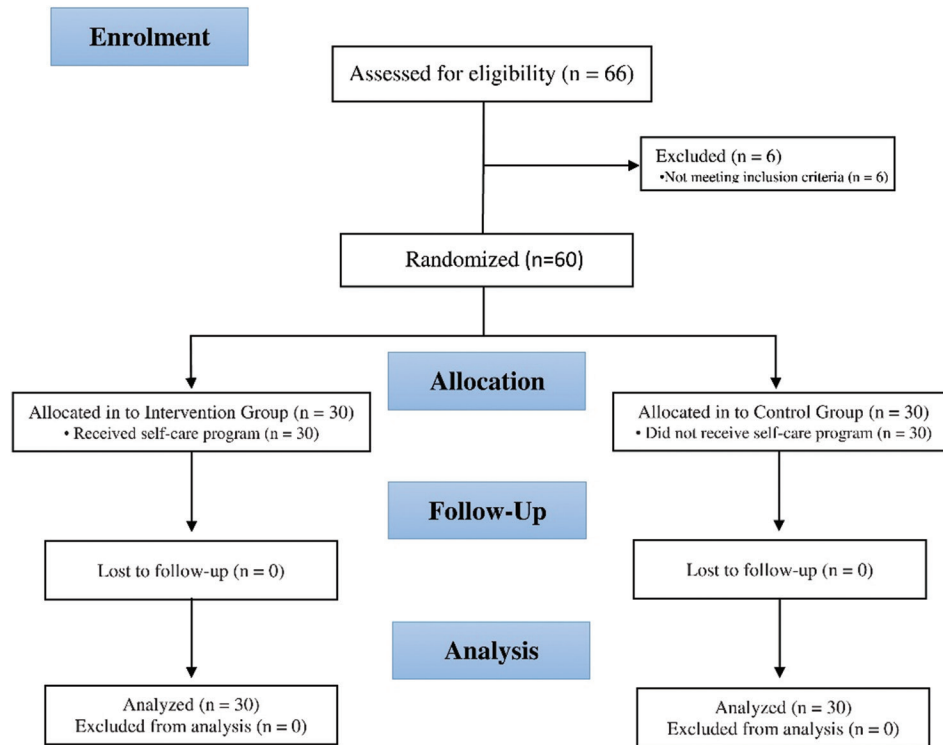 Enrolment
Assessed for eligibility (n = 66)
Excluded (n = 6)
•Not meeting inclusion criteria (n = 6)
Randomized (n=60)
Allocation
Allocated in to Intervention Group (n = 30)
• Received self-care program (n = 30)
Allocated in to Control Group (n = 30)
• Did not receive self-care program (n = 30)
Follow-Up
Lost to follow-up (n = 0)
Lost to follow-up (n = 0)
Analysis
Analyzed (n = 30)
Excluded from analysis (n = 0)
Analyzed (n = 30)
Excluded from analysis (n = 0)